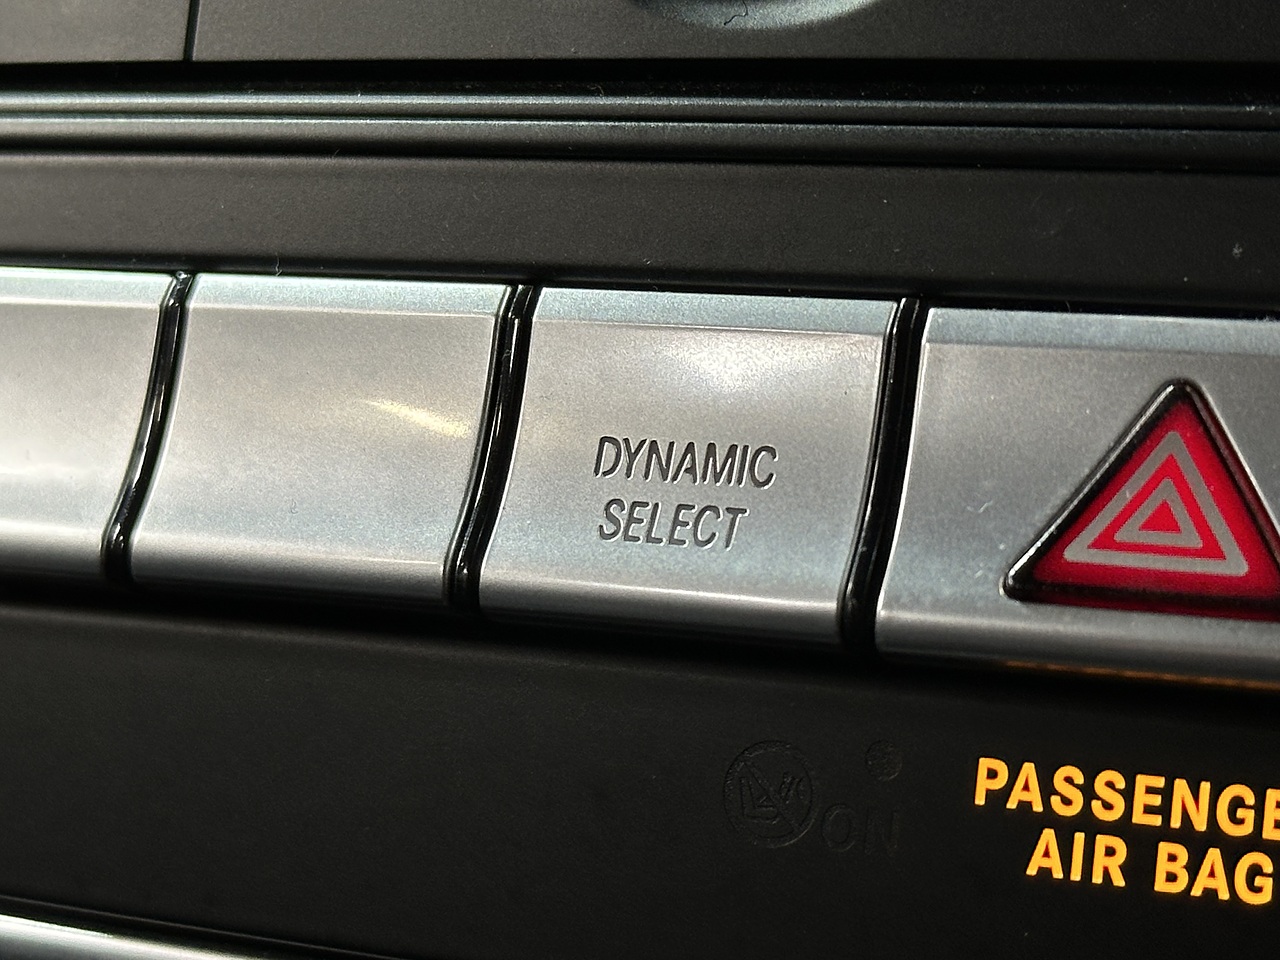 DYNAMIC
SELECT
ON
PASSENGE
AIR BAG